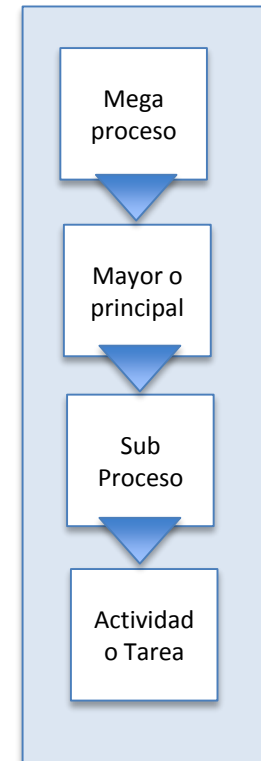 Mega
proceso
Mayor o
principal
Sub
Proceso
Actividad
o Tarea